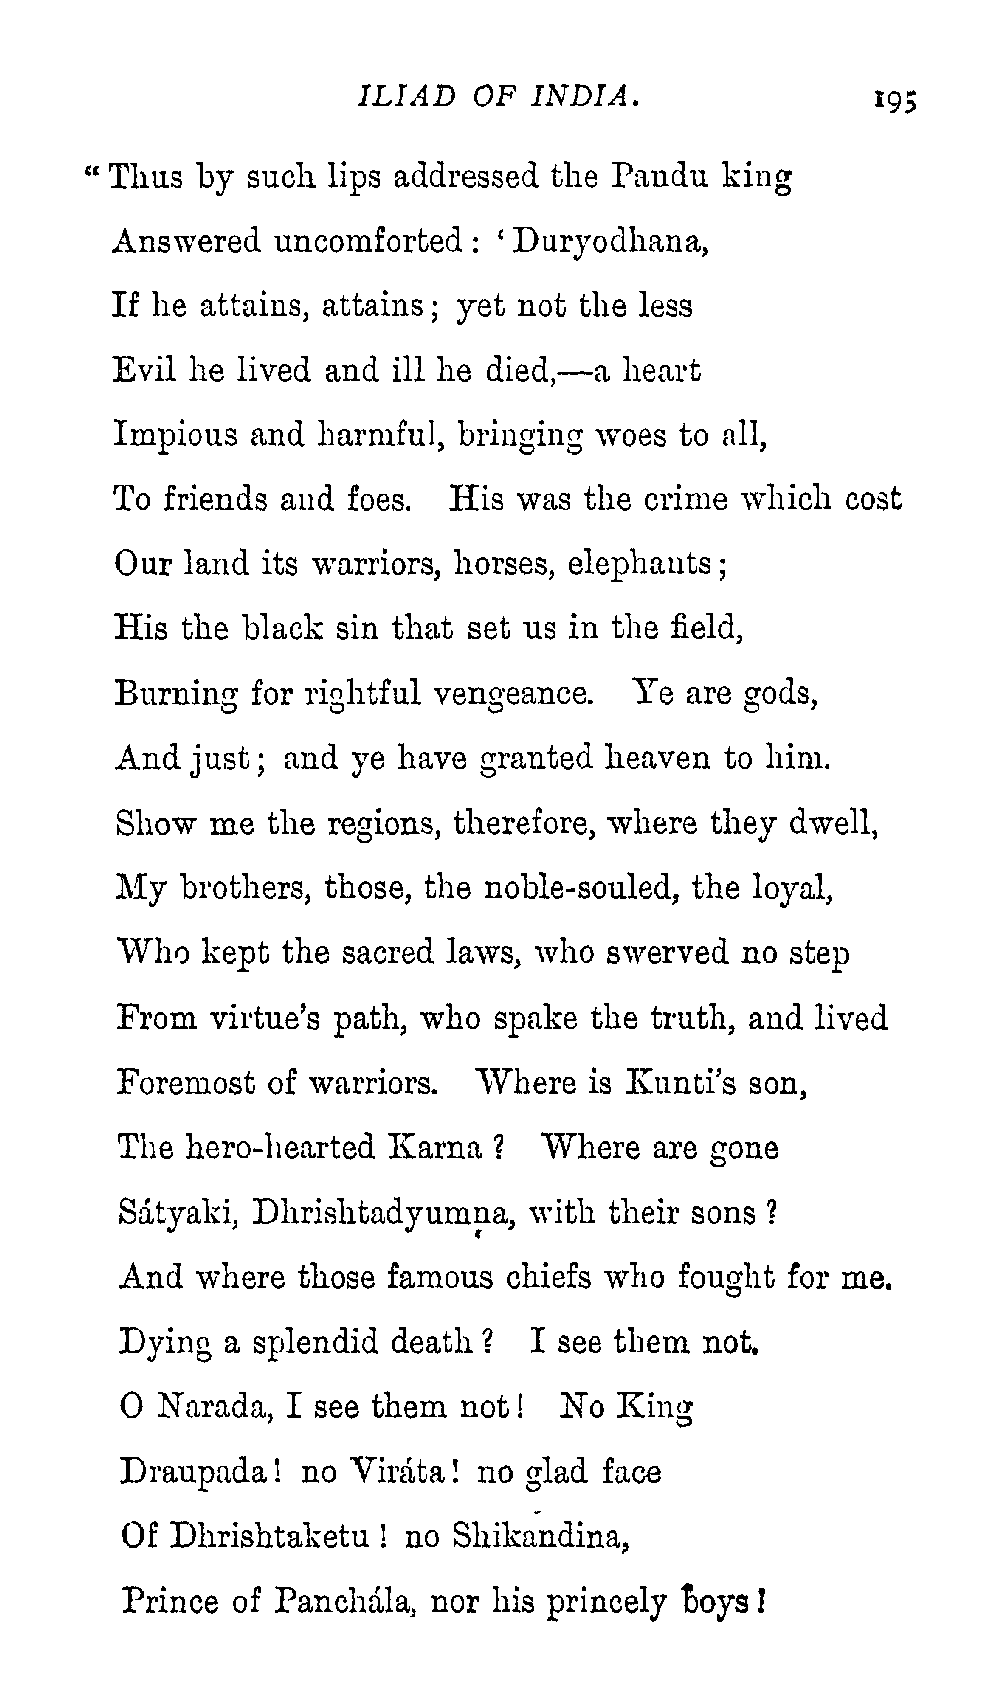 ILIAD OF INDIA. 195
“Thus by such lips addressed the Pandu king
Answered uncomforted : ‘Duryodhana,
If he attains, attains ; yet not the less
Evil he lived and ill he died,—a heart
Impious and harmful, bringing woes to all,
To friends and foes. His was the crime which cost
Our land its warriors, horses, elephants ;
His the black sin that set us in the field,
Burning for rightful vengeance. Ye are gods,
And just ; and ye have granted heaven to him.
Show me the regions, therefore, where they dwell,
My brothers, those, the noble-souled, the loyal,
Who kept the sacred laws, who swerved no step
From virtue’s path, who spake the truth, and lived
Foremost of warriors. Where is Kunti’s son,
The hero-hearted Karna ? Where are gone
Sátyaki, Dhrishtadyumṇa, with their sons ?
And where those famous chiefs who fought for me.
Dying a splendid death ? I see them not.
O Narada, I see them not ! No King
Draupada ! no Viráta ! no glad face
Of Dhrishtaketu ! no Shikandina,
Prince of Panchála, nor his princely boys !